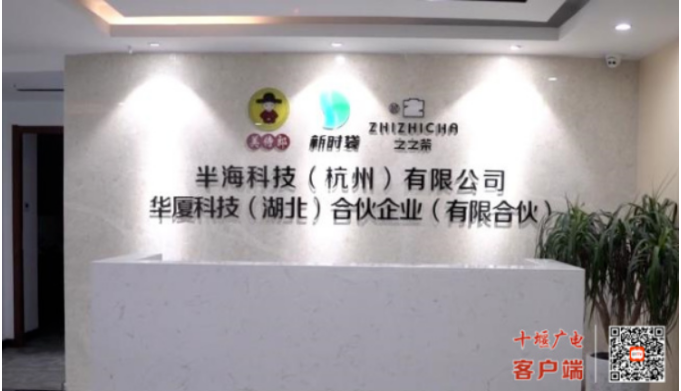 新时袋
ZHIZHICHA
之之茶
半海科技（杭州）有限公司
华厦科技（湖北）合伙企业（有限合伙）
十堰广电
客户端